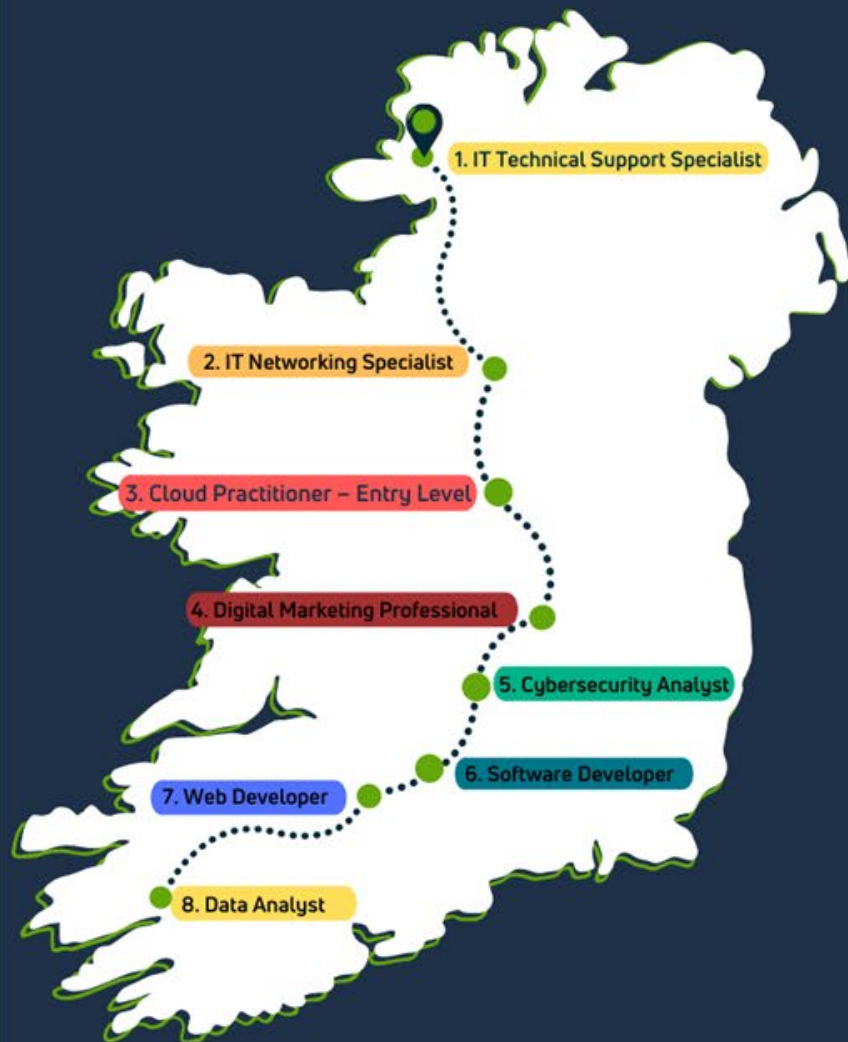 1. IT Technical Support Specialist
2. IT Networking Specialist
3. Cloud Practitioner – Entry Level
4. Digital Marketing Professional
5. Cybersecurity Analyst
6. Software Developer
7. Web Developer
8. Data Analyst